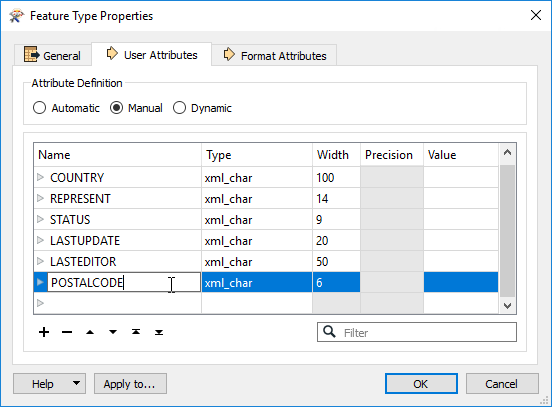 Feature Type Properties
General User Attributes Format Attributes
Attribute Definition
Automatic Manual Dynamic
Name Type Width Precision Value
COUNTRY xml_char 100
REPRESENT xml_char 14
STATUS xml_char 9
LASTUPDATE xml_char 20
LASTEDITOR xml_char 50
POSTALCODE xml_char 6
Filter
Help Apply to... OK Cancel